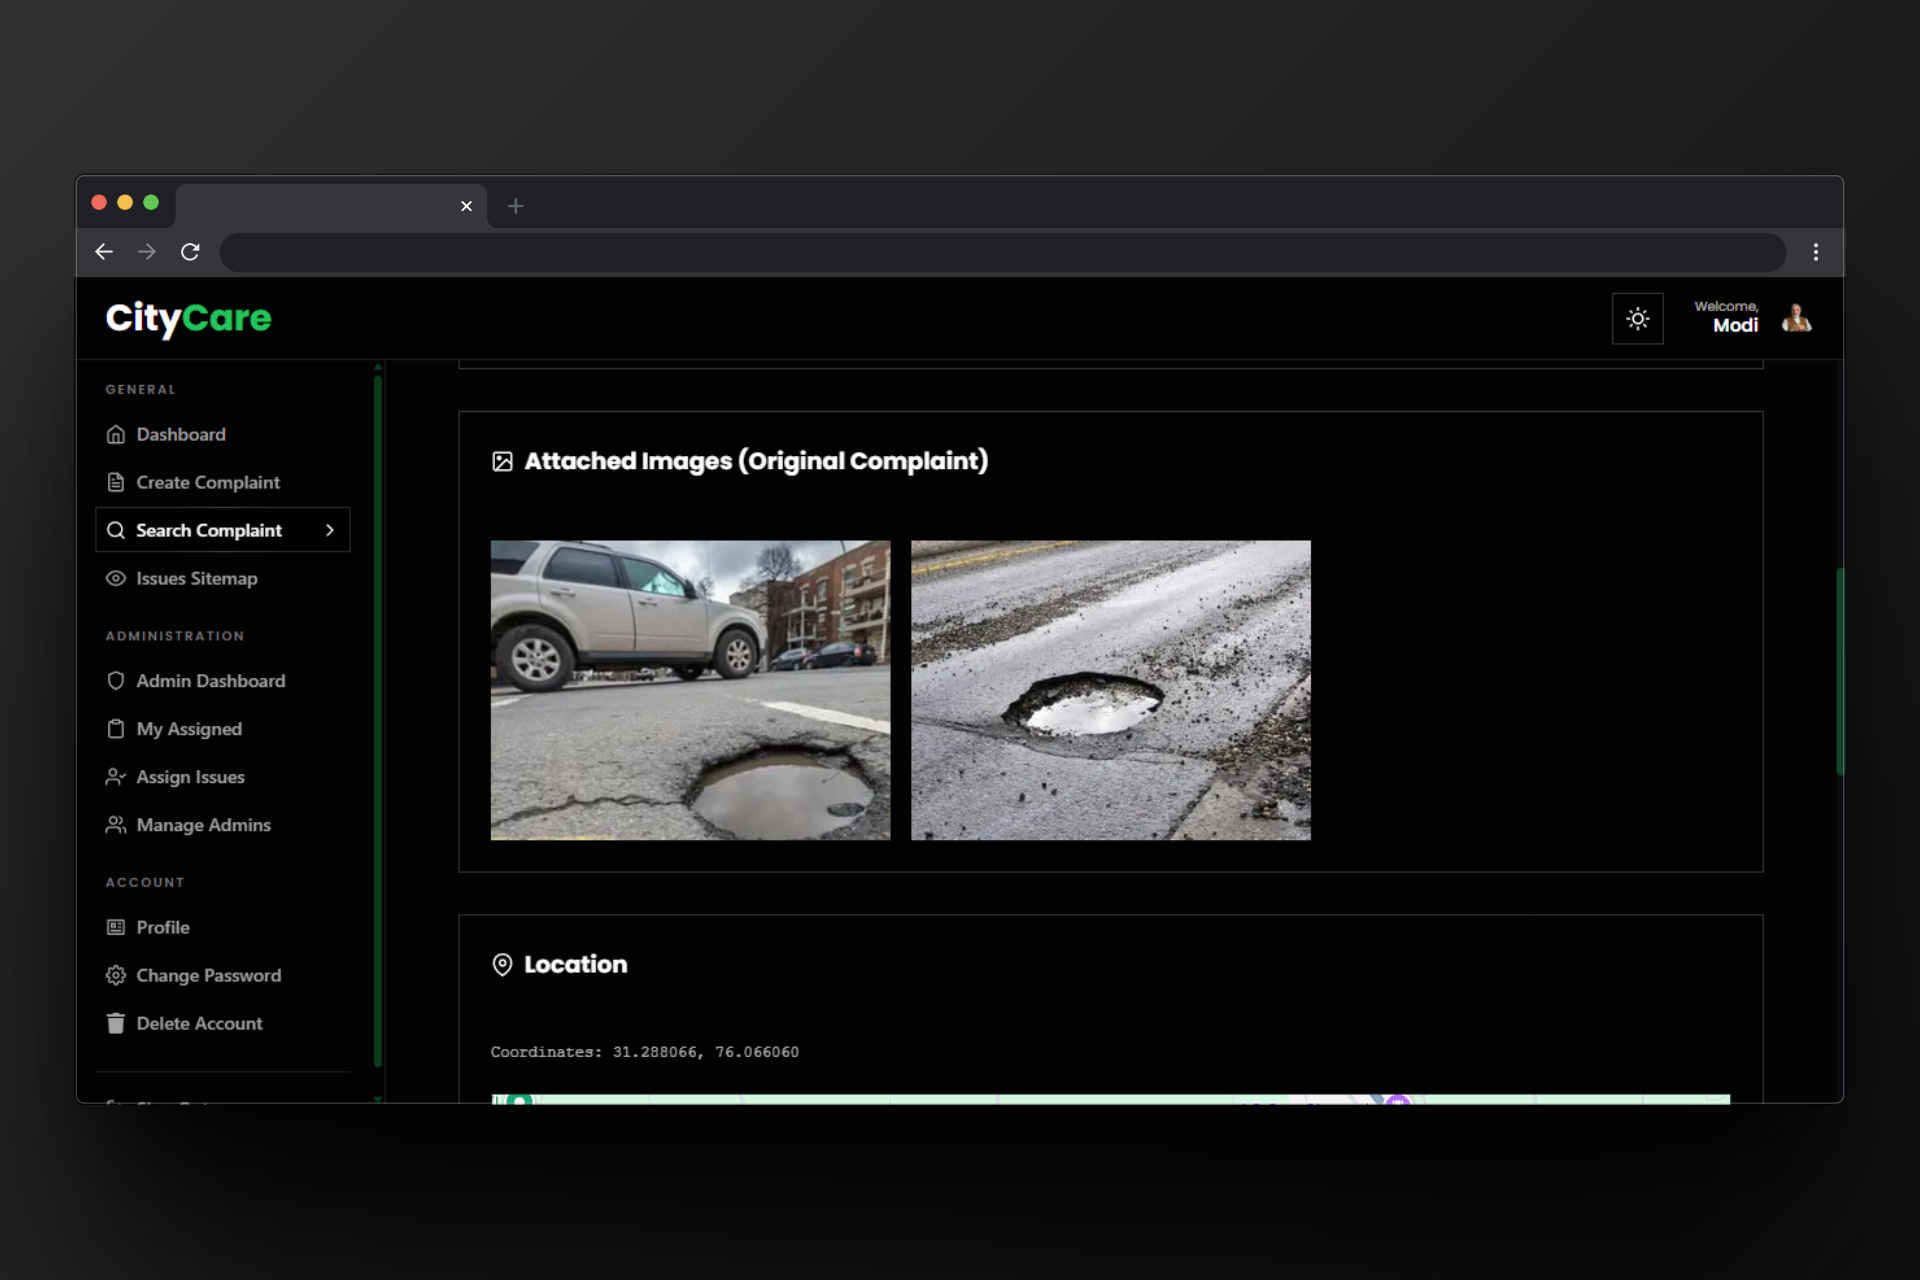 CityCare
Welcome,
Modi
GENERAL
Dashboard
Create Complaint
Search Complaint
Issues Sitemap
ADMINISTRATION
Admin Dashboard
My Assigned
Assign Issues
Manage Admins
ACCOUNT
Profile
Change Password
Delete Account
Attached Images (Original Complaint)
Location
Coordinates: 31.288066, 76.066060